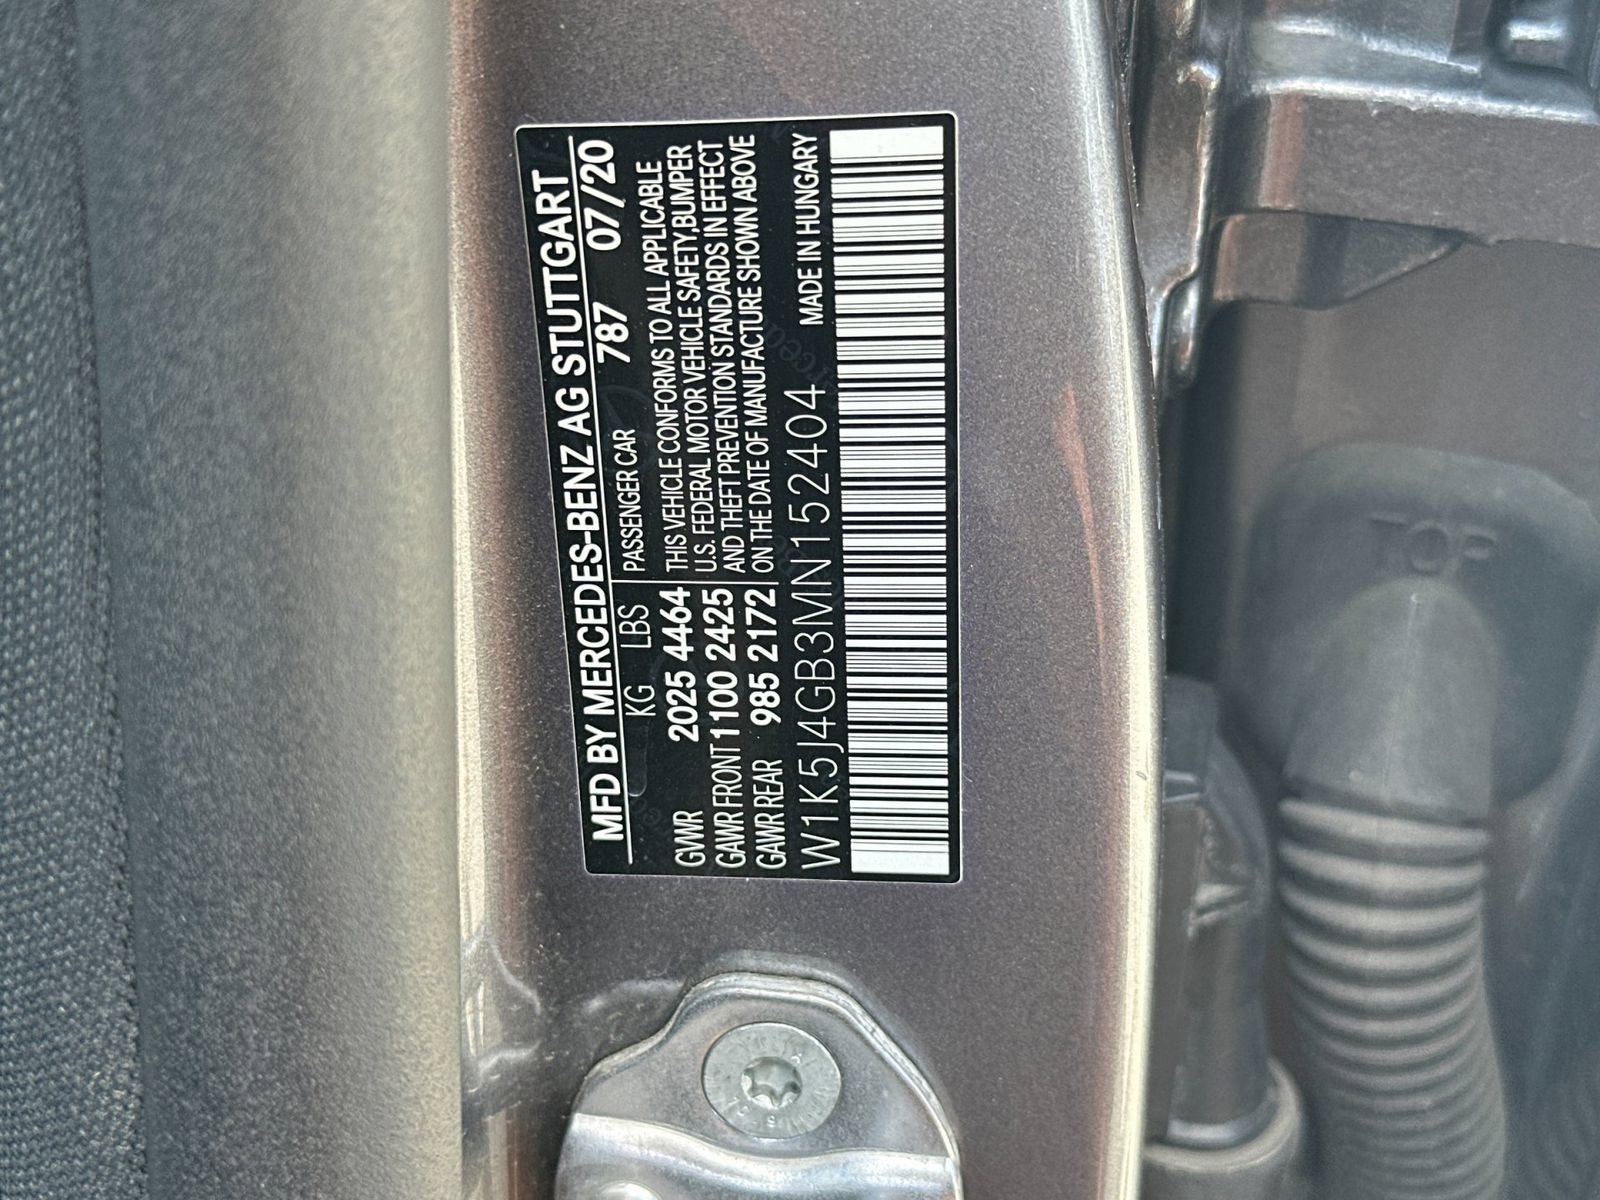 MFD BY MERCEDES-BENZ AG STUTTGART
KG LBS PASSENGER CAR 787 07/20
GVWR 2025 4464 THIS VEHICLE CONFORMS TO ALL APPLICABLE
GAWR FRONT 1100 2425 U.S. FEDERAL MOTOR VEHICLE SAFETY,BUMPER
GAWR REAR 985 2172 AND THEFT PREVENTION STANDARDS IN EFFECT
ON THE DATE OF MANUFACTURE SHOWN ABOVE
W1K5J4GB3MN152404 MADE IN HUNGARY
TOP